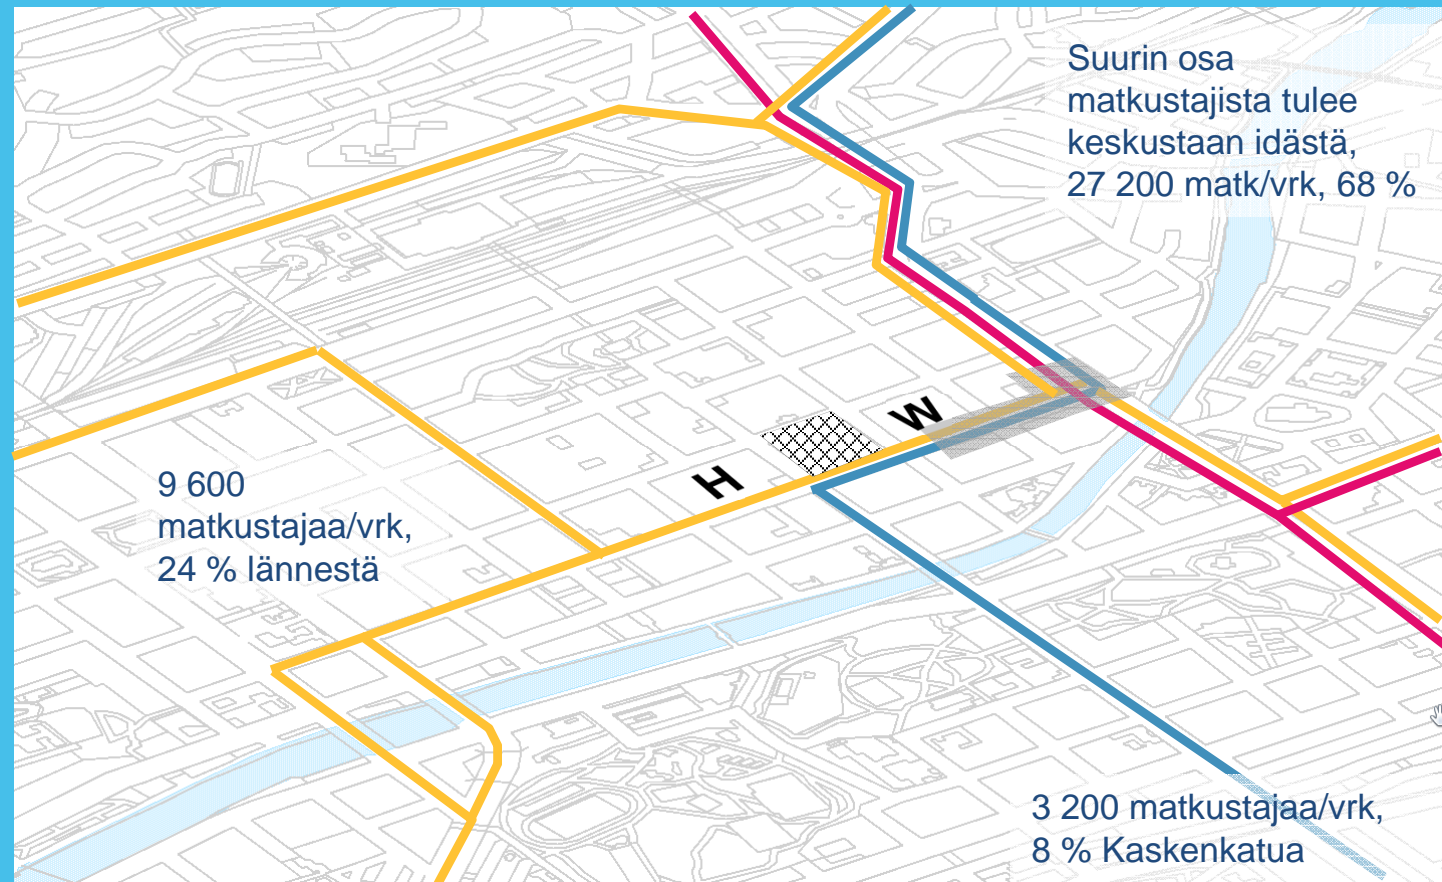 Suurin osa
matkustajista tulee
keskustaan idästä,
27 200 matk/vrk, 68 %
W
H
9 600
matkustajaa/vrk,
24 % lännestä
3 200 matkustajaa/vrk,
8 % Kaskenkatua